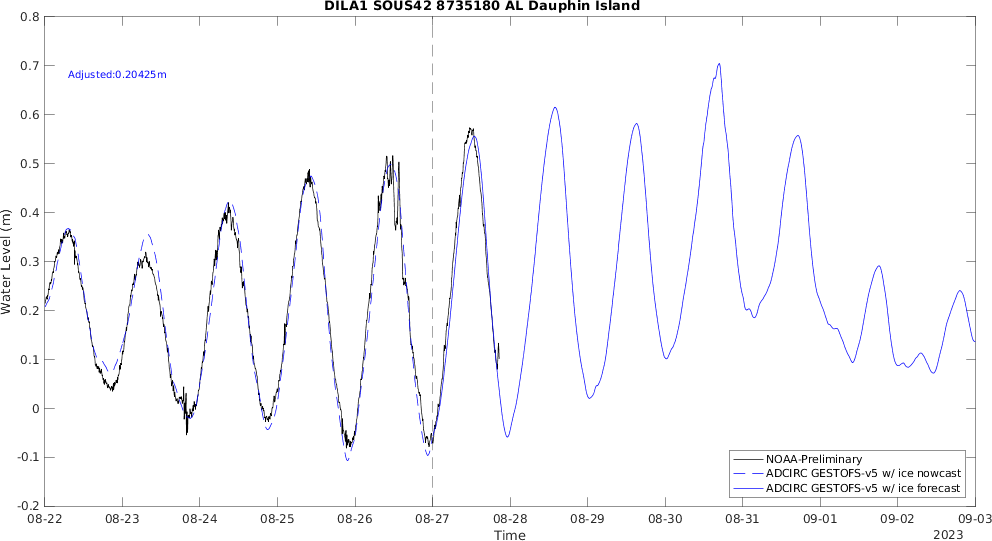 DILA1 SOUS42 8735180 AL Dauphin Island
0.8
0.7
Adjusted:0.20425m
0.6
0.5
0.4
0.3
0.2
0.1
0
-0.1
-0.2
Water Level (m)
NOAA-Preliminary
ADCIRC GESTOFS-v5 w/ ice nowcast
ADCIRC GESTOFS-v5 w/ ice forecast
08-22 08-23 08-24 08-25 08-26 08-27 08-28 08-29 08-30 08-31 09-01 09-02 09-03
Time
2023